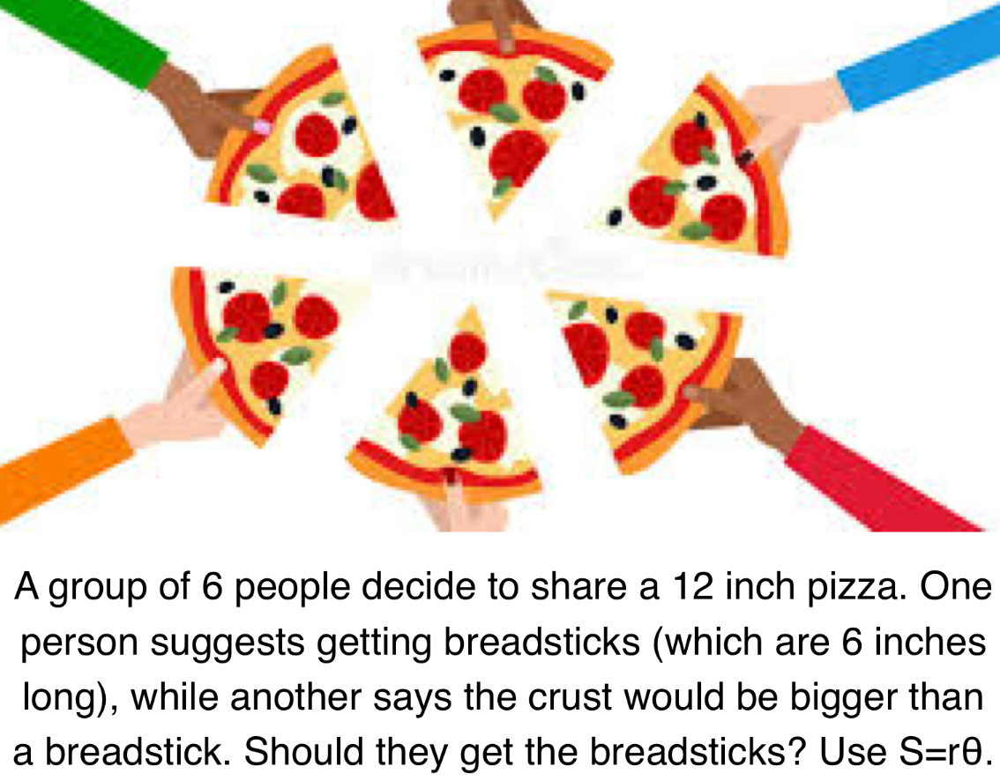 A group of 6 people decide to share a 12 inch pizza. One
person suggests getting breadsticks (which are 6 inches
long), while another says the crust would be bigger than
a breadstick. Should they get the breadsticks? Use S=rθ.